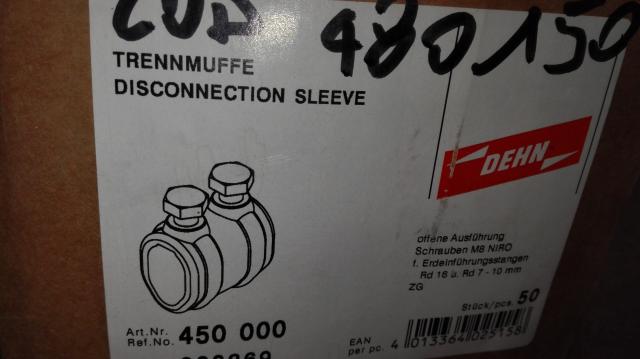 480150
TRENNMUFFE
DISCONNECTION SLEEVE
DEHN
offene Ausführung
Schrauben M8 NIRO
f. Erdeinführungsstangen
Rd 16 u. Rd 7 - 10 mm
ZG
Stück/pcs. 50
Art.Nr.
Ref.No. 450 000
EAN
per pc. 4 013364 025158